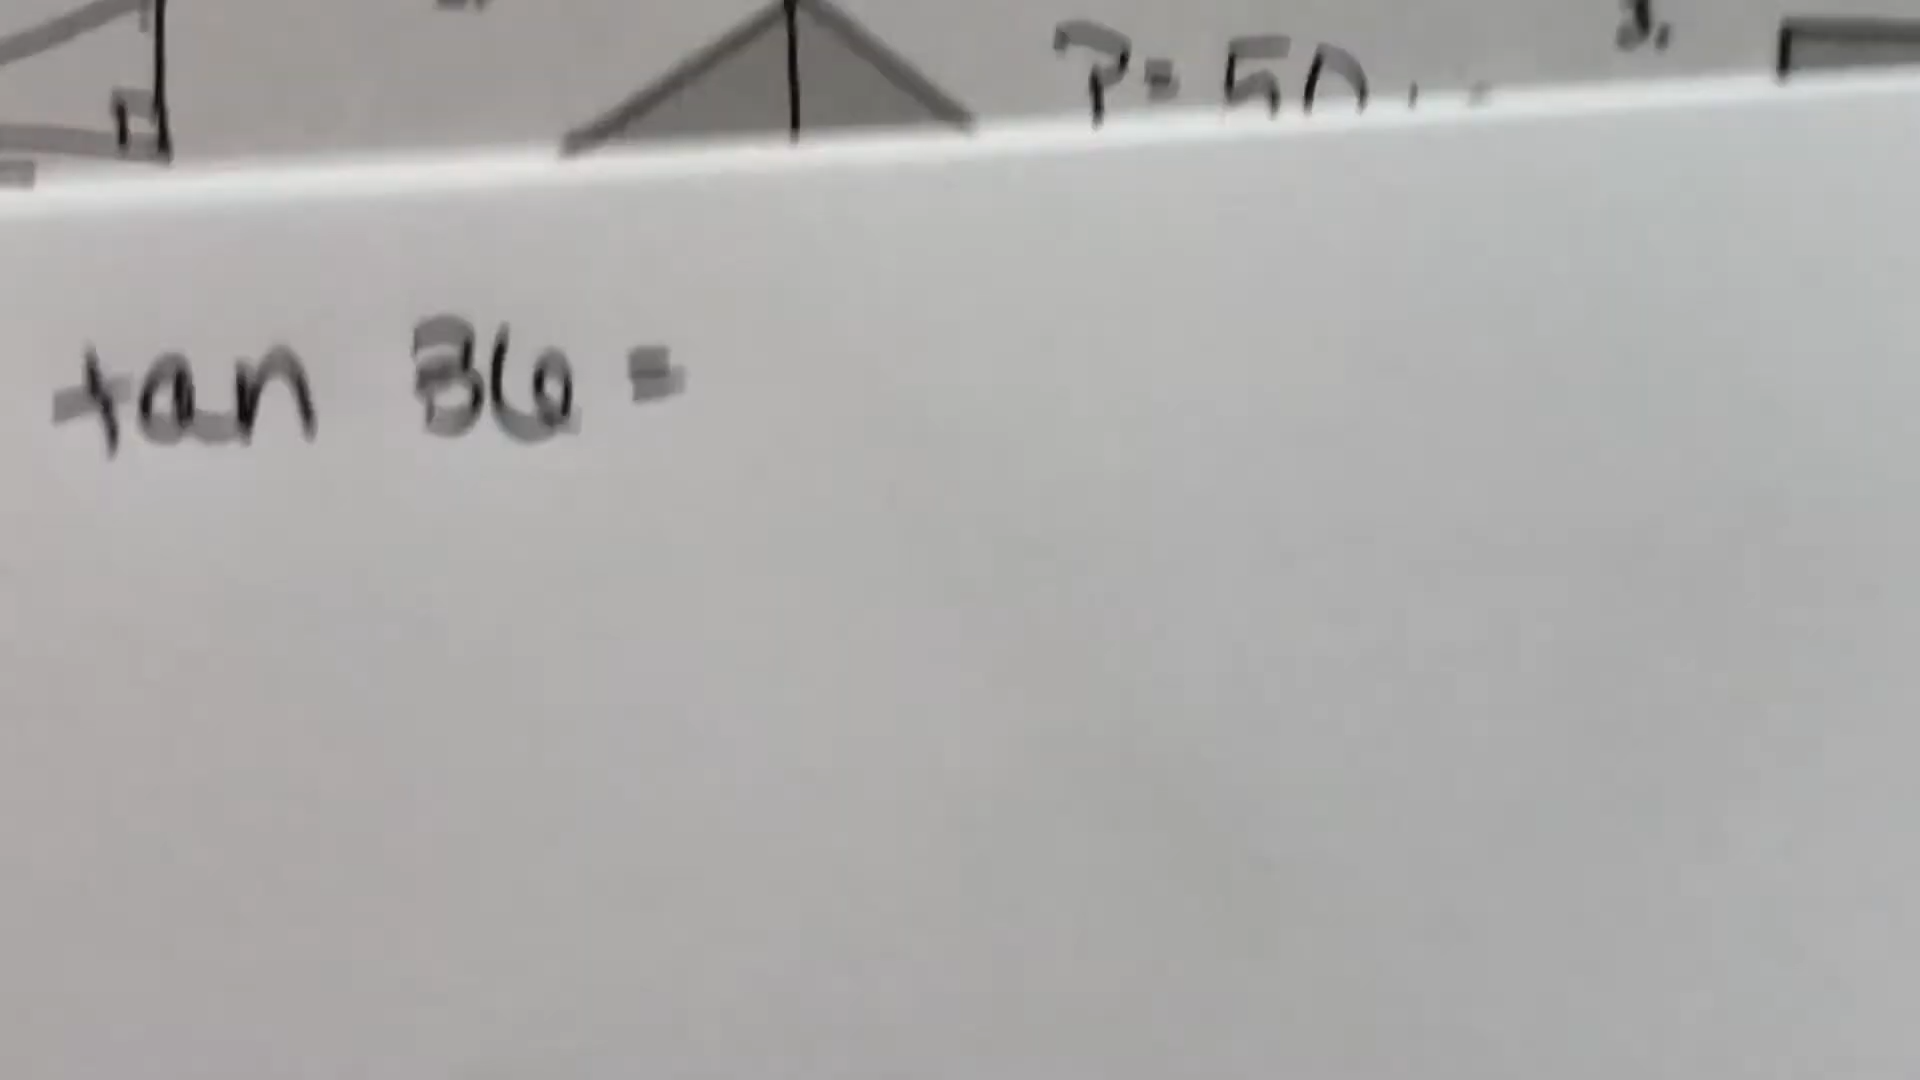 P = 50
tan 36 =